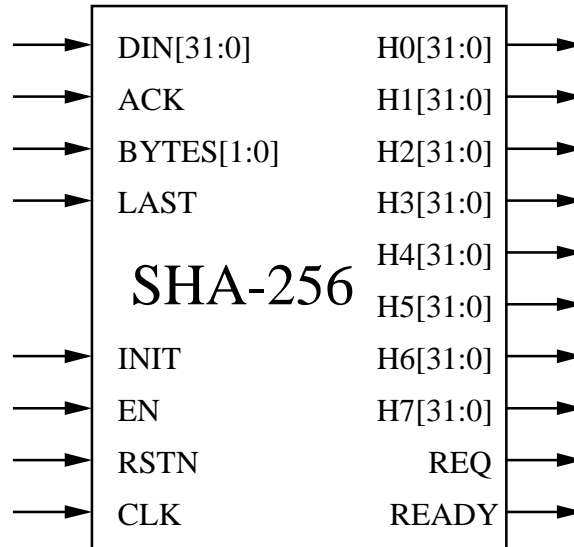 DIN[31:0] H0[31:0]
ACK H1[31:0]
BYTES[1:0] H2[31:0]
LAST H3[31:0]
H4[31:0]
SHA-256
H5[31:0]
INIT H6[31:0]
EN H7[31:0]
RSTN REQ
CLK READY